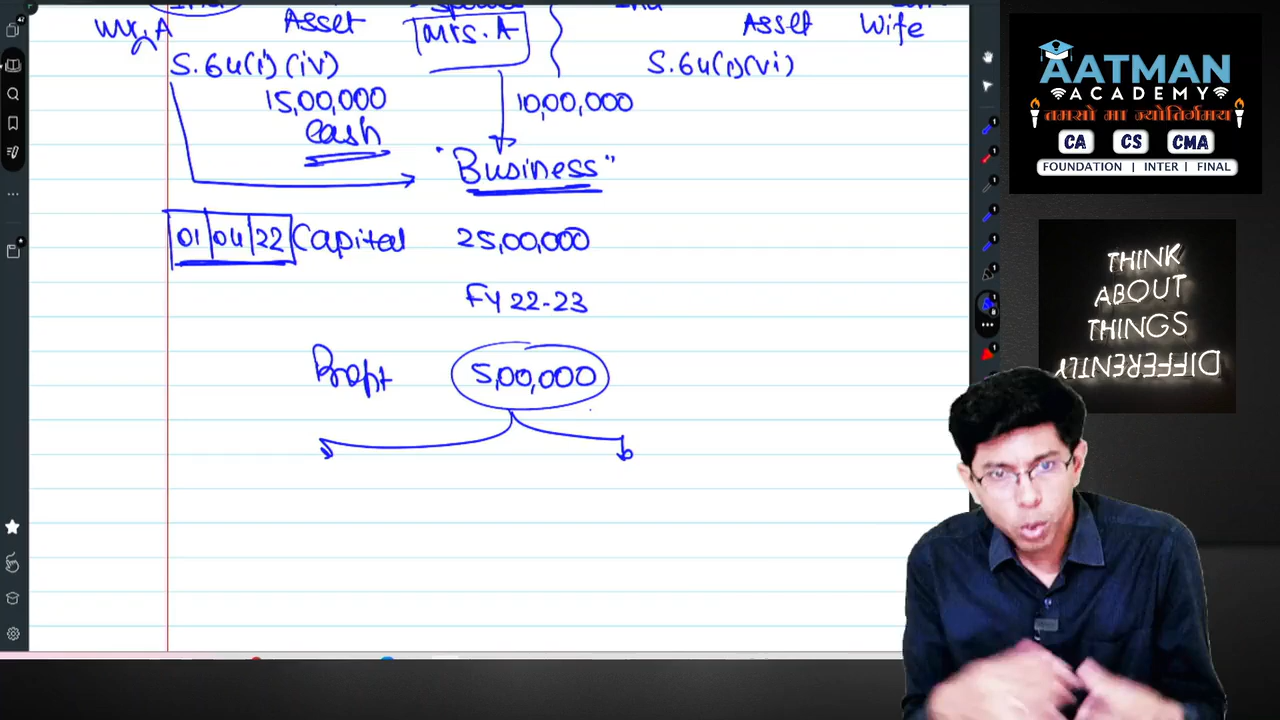 Mr. A Asset Mrs. A Asset Wife
S.64(1)(iv) S.64(1)(vi)
15,00,000 10,00,000
Cash
"Business"
01 04 22 Capital 25,00,000
FY 22-23
Profit 5,00,000
AATMAN
ACADEMY
तमसो मा ज्योतिर्गमय
CA CS CMA
FOUNDATION | INTER | FINAL
THINK
ABOUT
THINGS
DIFFERENTLY